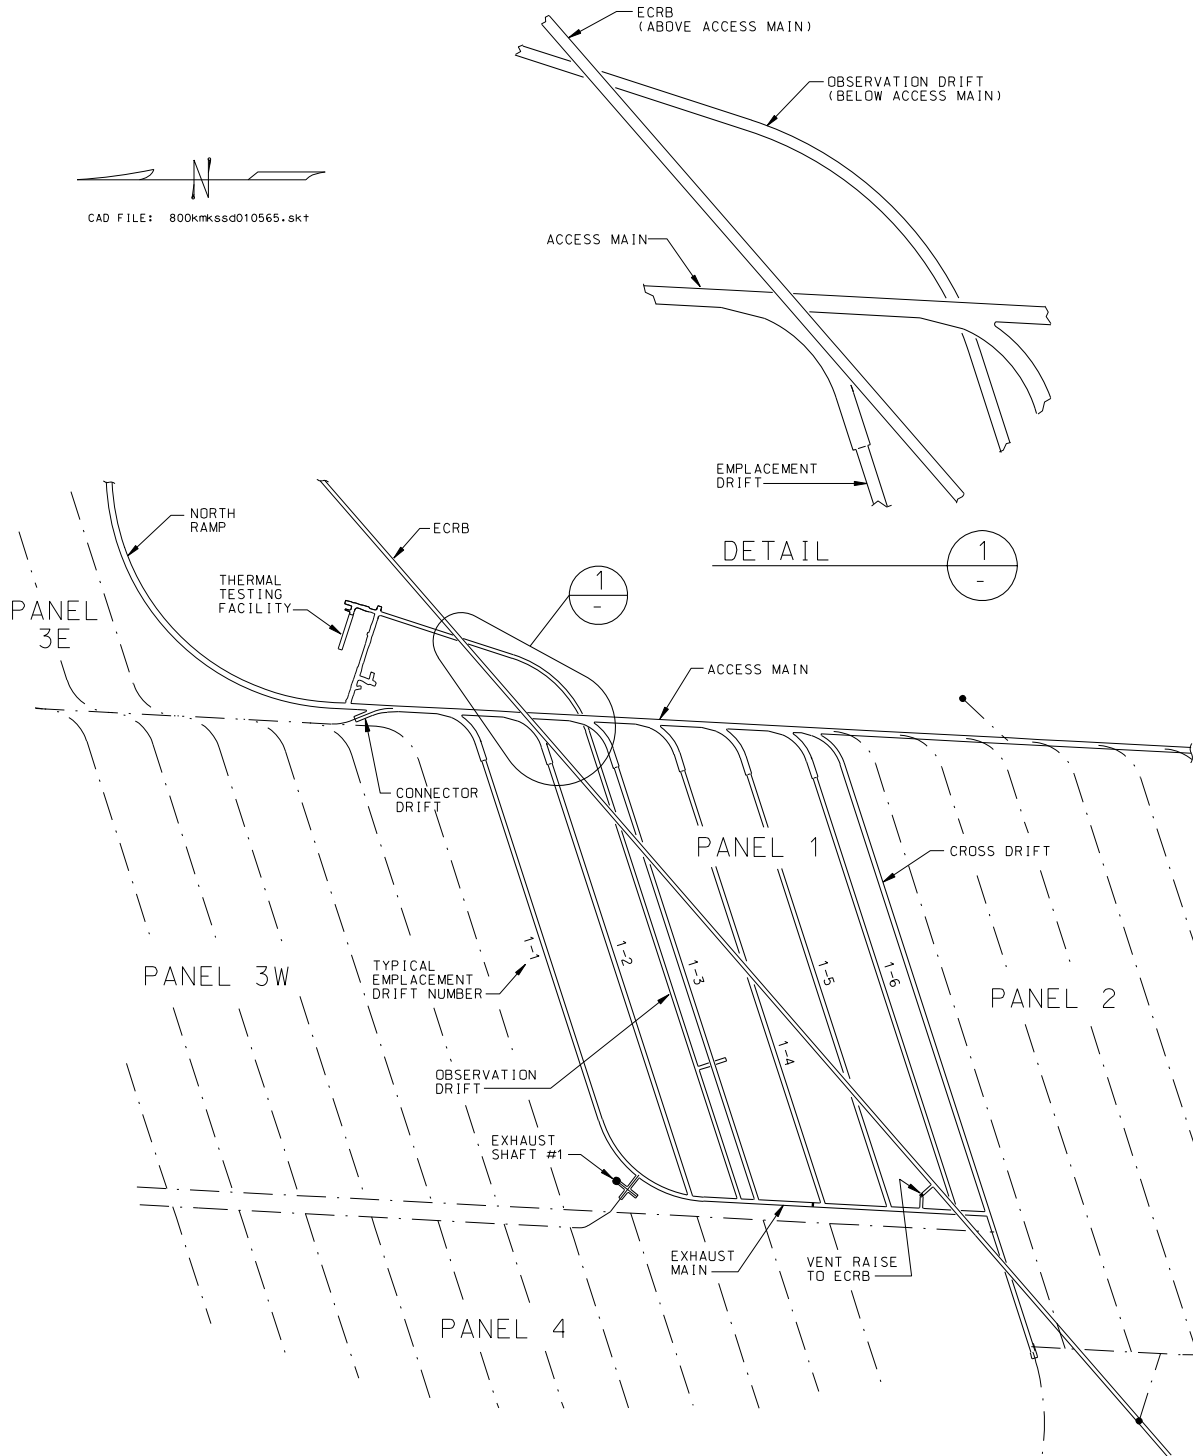 ECRB
(ABOVE ACCESS MAIN)
OBSERVATION DRIFT
(BELOW ACCESS MAIN)
N
CAD FILE: 800kmkssd010565.skt
ACCESS MAIN
EMPLACEMENT
DRIFT
DETAIL
1
-
NORTH
RAMP
ECRB
THERMAL
TESTING
FACILITY
1
-
PANEL
3E
ACCESS MAIN
CONNECTOR
DRIFT
PANEL 1
CROSS DRIFT
1-1
1-2
1-3
1-4
1-5
1-6
PANEL 3W
TYPICAL
EMPLACEMENT
DRIFT NUMBER
PANEL 2
OBSERVATION
DRIFT
EXHAUST
SHAFT #1
EXHAUST
MAIN
VENT RAISE
TO ECRB
PANEL 4